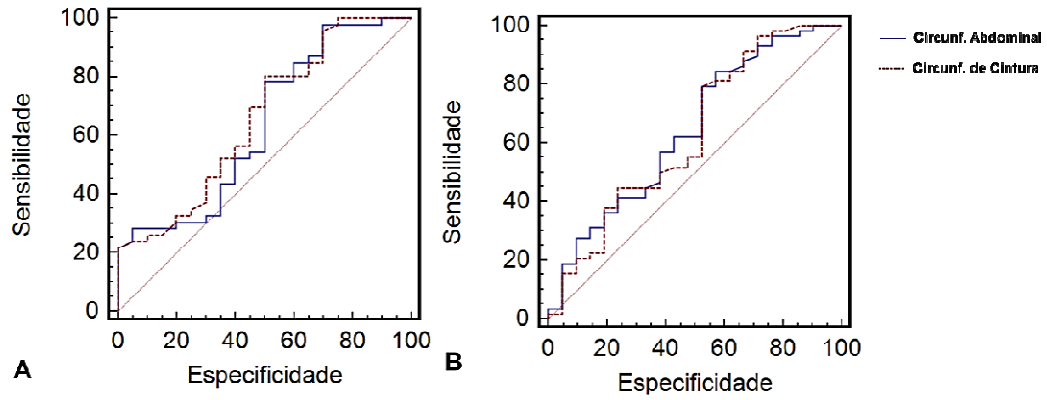 100
80
60
40
20
0
Sensibilidade
0 20 40 60 80 100
Especificidade
A
100
80
60
40
20
0
Sensibilidade
0 20 40 60 80 100
Especificidade
B
Circunf. Abdominal
Circunf. de Cintura